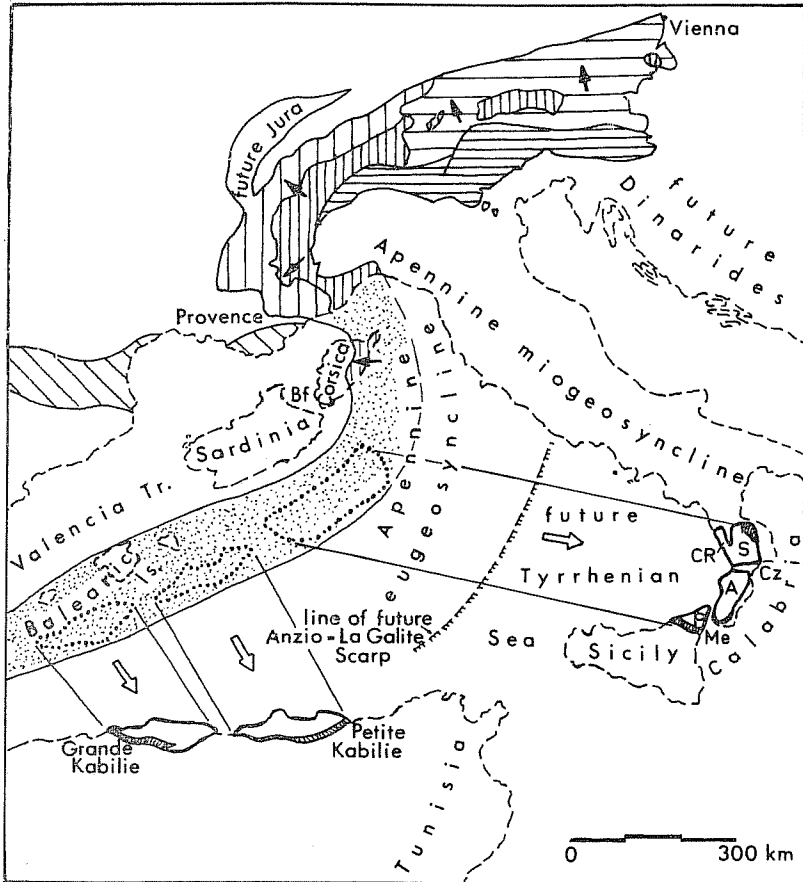 Vienna
future Jura
future
Dinarides
Apennine miogeosyncline
Provence
Corsica
Bf
Sardinia
Apennine
eugeosyncline
Valencia Tr.
Balearic
Is.
future
Tyrrhenian
Sea
line of future
Anzio-La Galite
Scarp
CR
S
Cz
A
P
Me
Calabria
Sicily
Grande
Kabilie
Petite
Kabilie
Tunisia
0 300 km